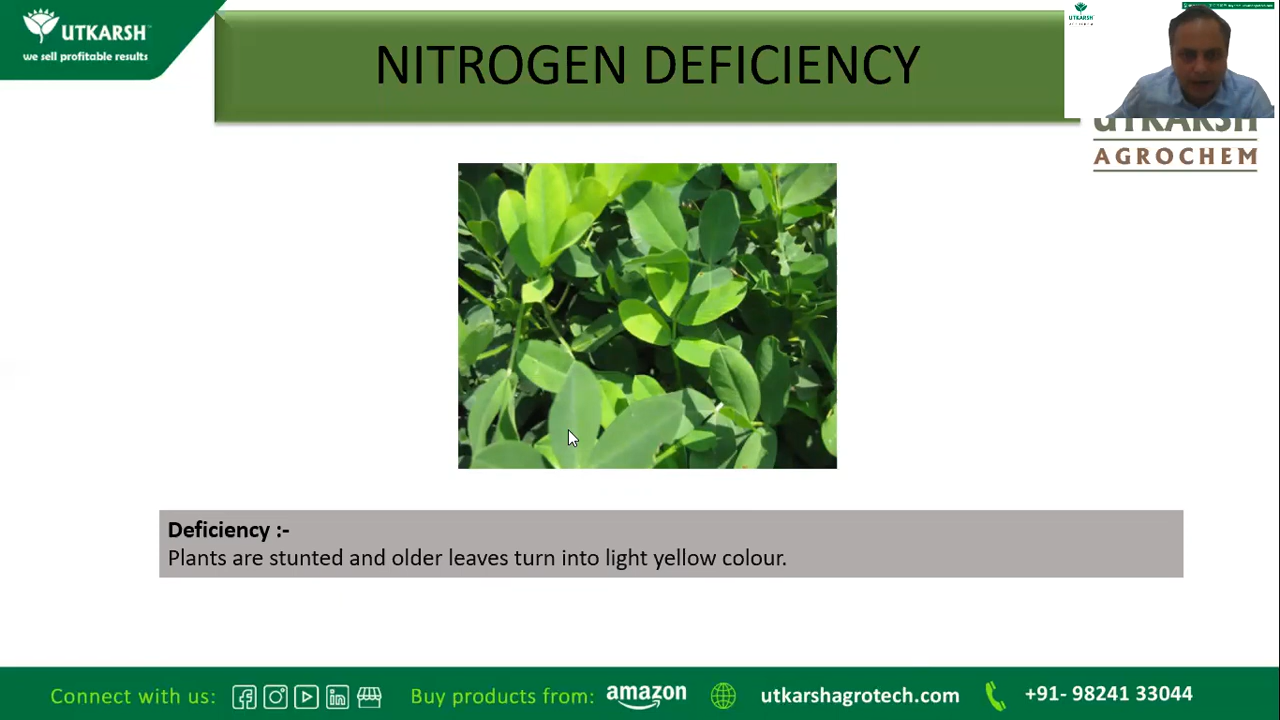 UTKARSH
we sell profitable results
NITROGEN DEFICIENCY
UTKARSH
UTKARSH
AGROCHEM
Deficiency :-
Plants are stunted and older leaves turn into light yellow colour.
Connect with us:
Buy products from: amazon
utkarshagrotech.com
+91- 98241 33044